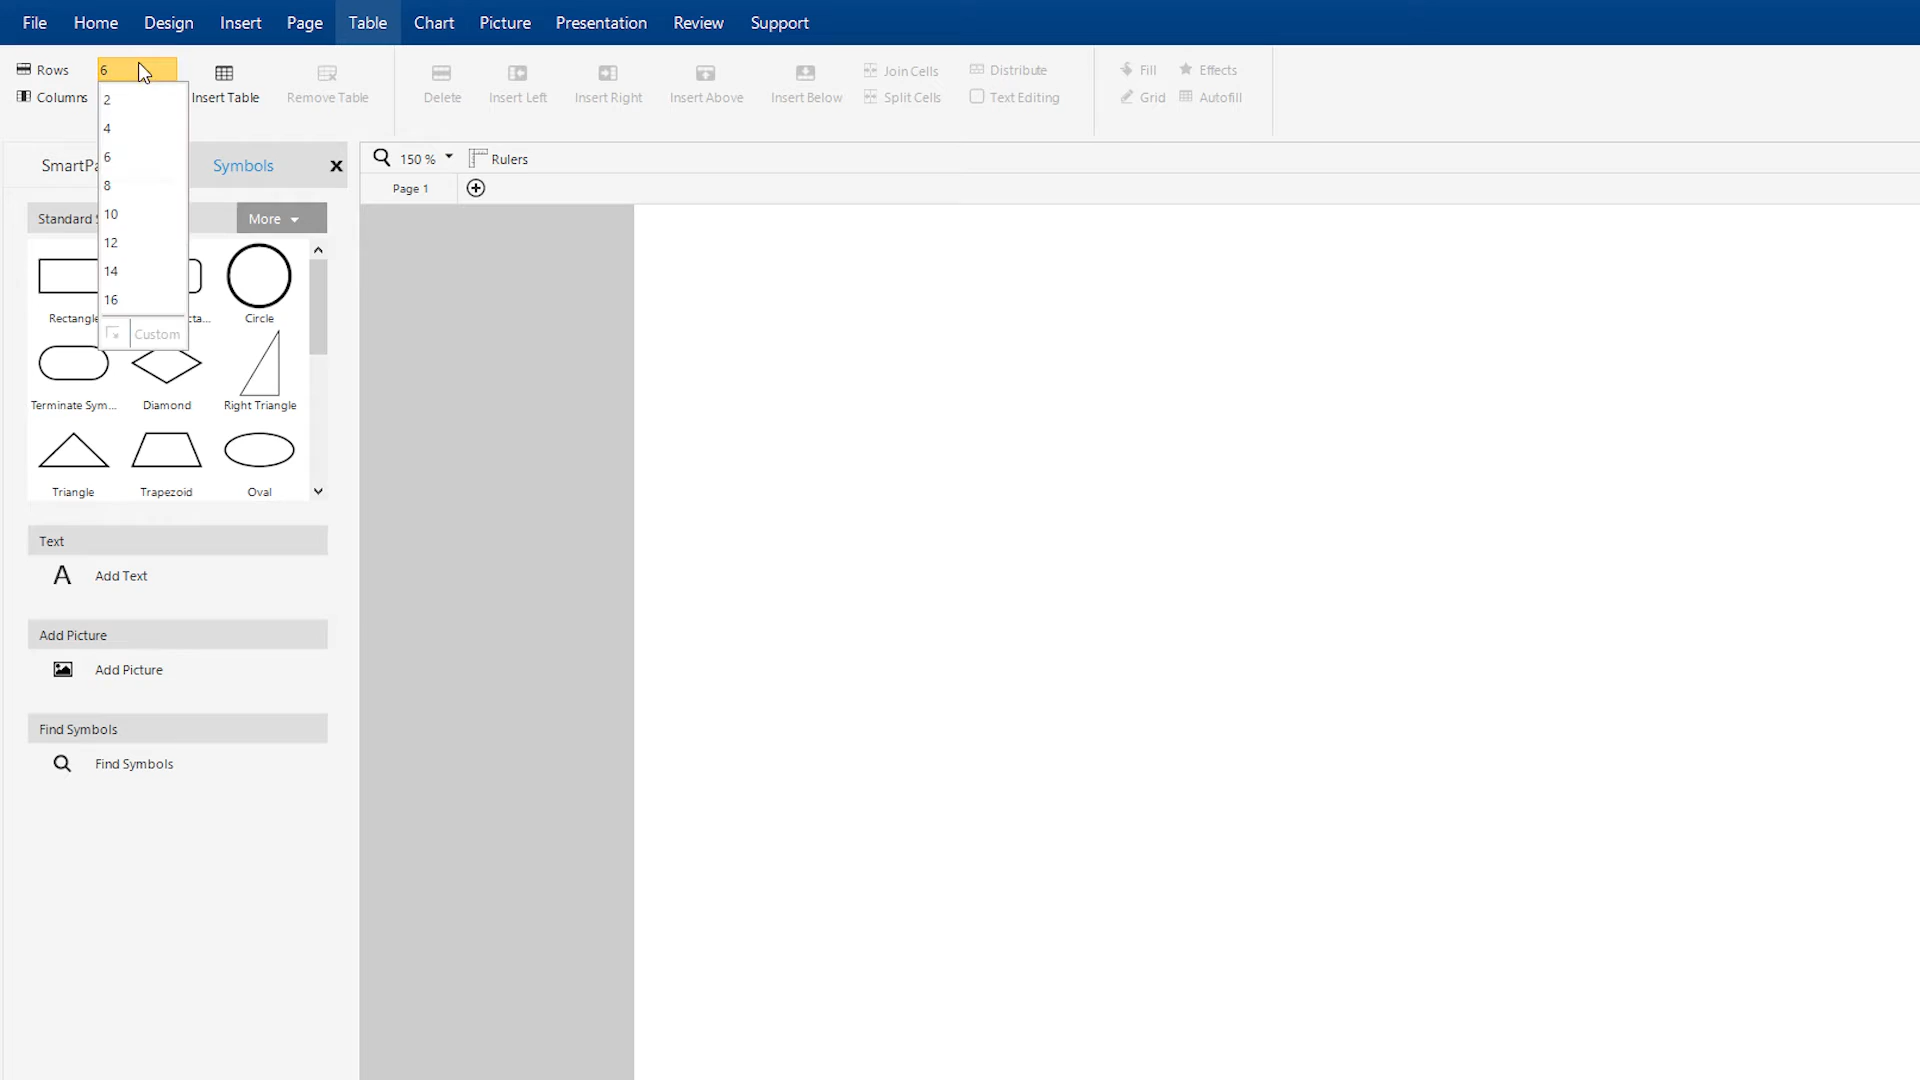 File Home Design Insert Page Table Chart Picture Presentation Review Support
Rows 6
Columns
Insert Table
Remove Table
Delete
Insert Left
Insert Right
Insert Above
Insert Below
Join Cells
Split Cells
Distribute
Text Editing
Fill
Effects
Grid
Autofill
2
4
6
8
10
12
14
16
Custom
SmartPa
Symbols
150 %
Rulers
Page 1
Standard S
More
Rectangle
cta...
Circle
Terminate Sym...
Diamond
Right Triangle
Triangle
Trapezoid
Oval
Text
A Add Text
Add Picture
Add Picture
Find Symbols
Find Symbols